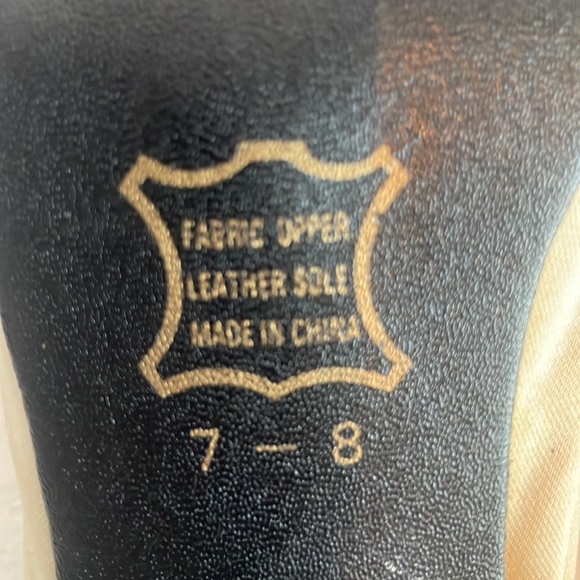 FABRIC UPPER
LEATHER SOLE
MADE IN CHINA
7 - 8